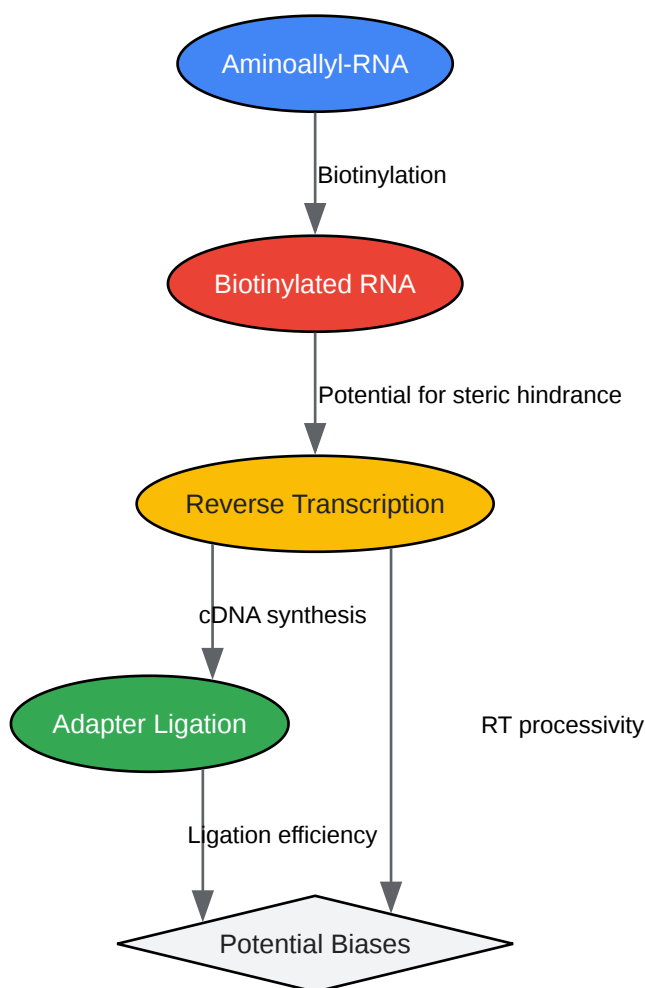 Aminoallyl-RNA
Biotinylation
Biotinylated RNA
Potential for steric hindrance
Reverse Transcription
cDNA synthesis
Adapter Ligation
RT processivity
Ligation efficiency
Potential Biases